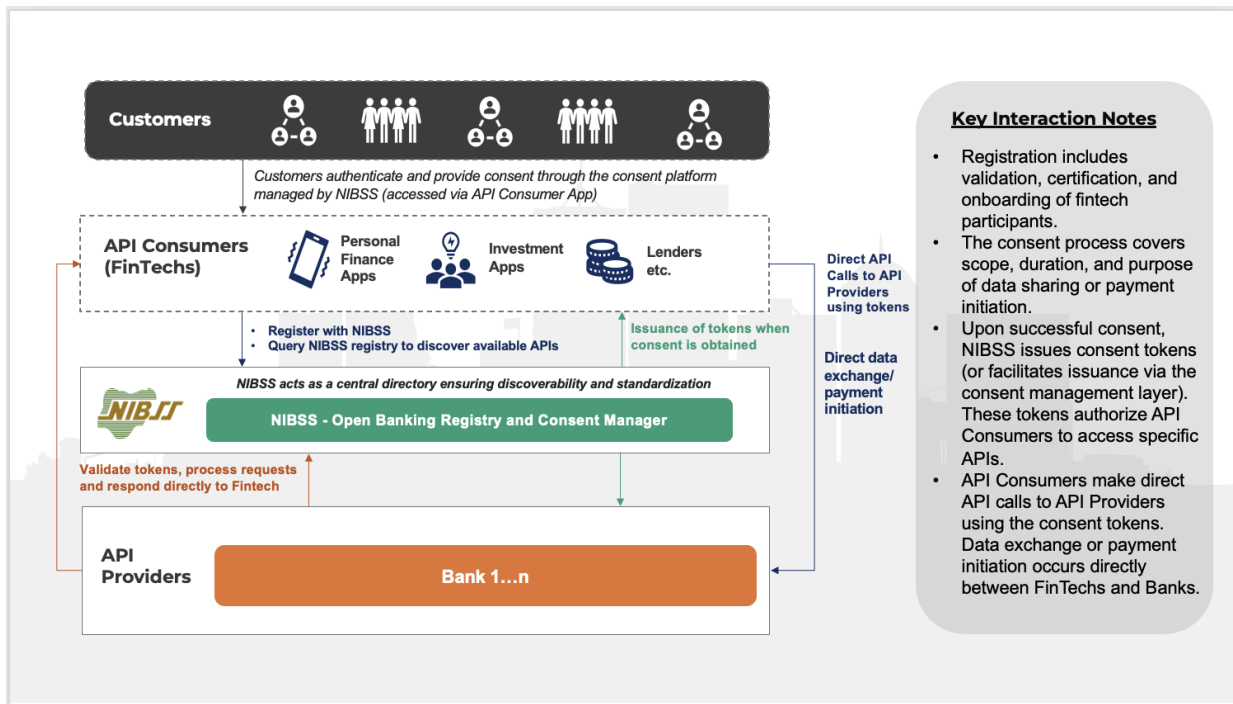 Customers
Customers authenticate and provide consent through the consent platform
managed by NIBSS (accessed via API Consumer App)
API Consumers
(FinTechs)
Personal
Finance
Apps
Investment
Apps
Lenders
etc.
Direct API
Calls to API
Providers
using tokens
• Register with NIBSS
• Query NIBSS registry to discover available APIs
Issuance of tokens when
consent is obtained
Direct data
exchange/
payment
initiation
NIBSS acts as a central directory ensuring discoverability and standardization
NIBSS
NIBSS - Open Banking Registry and Consent Manager
Validate tokens, process requests
and respond directly to Fintech
API
Providers
Bank 1...n
Key Interaction Notes
• Registration includes
validation, certification, and
onboarding of fintech
participants.
• The consent process covers
scope, duration, and purpose
of data sharing or payment
initiation.
• Upon successful consent,
NIBSS issues consent tokens
(or facilitates issuance via the
consent management layer).
These tokens authorize API
Consumers to access specific
APIs.
• API Consumers make direct
API calls to API Providers
using the consent tokens.
Data exchange or payment
initiation occurs directly
between FinTechs and Banks.